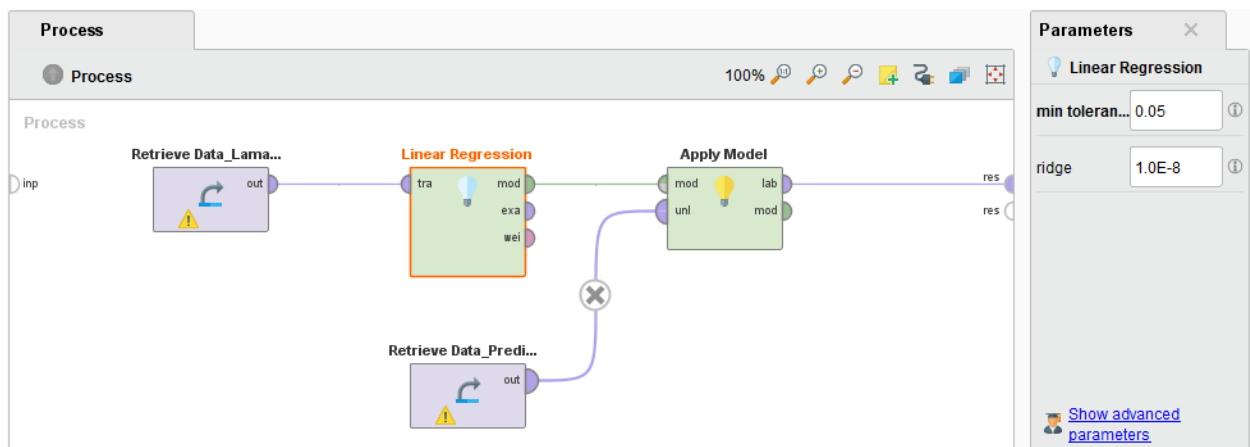 Process
Process
100%
Process
inp
Retrieve Data_Lama...
out
Linear Regression
tra
mod
exa
wei
Apply Model
mod
lab
unl
mod
res
res
Retrieve Data_Predi...
out
Parameters
Linear Regression
min toleran... 0.05
ridge 1.0E-8
Show advanced
parameters